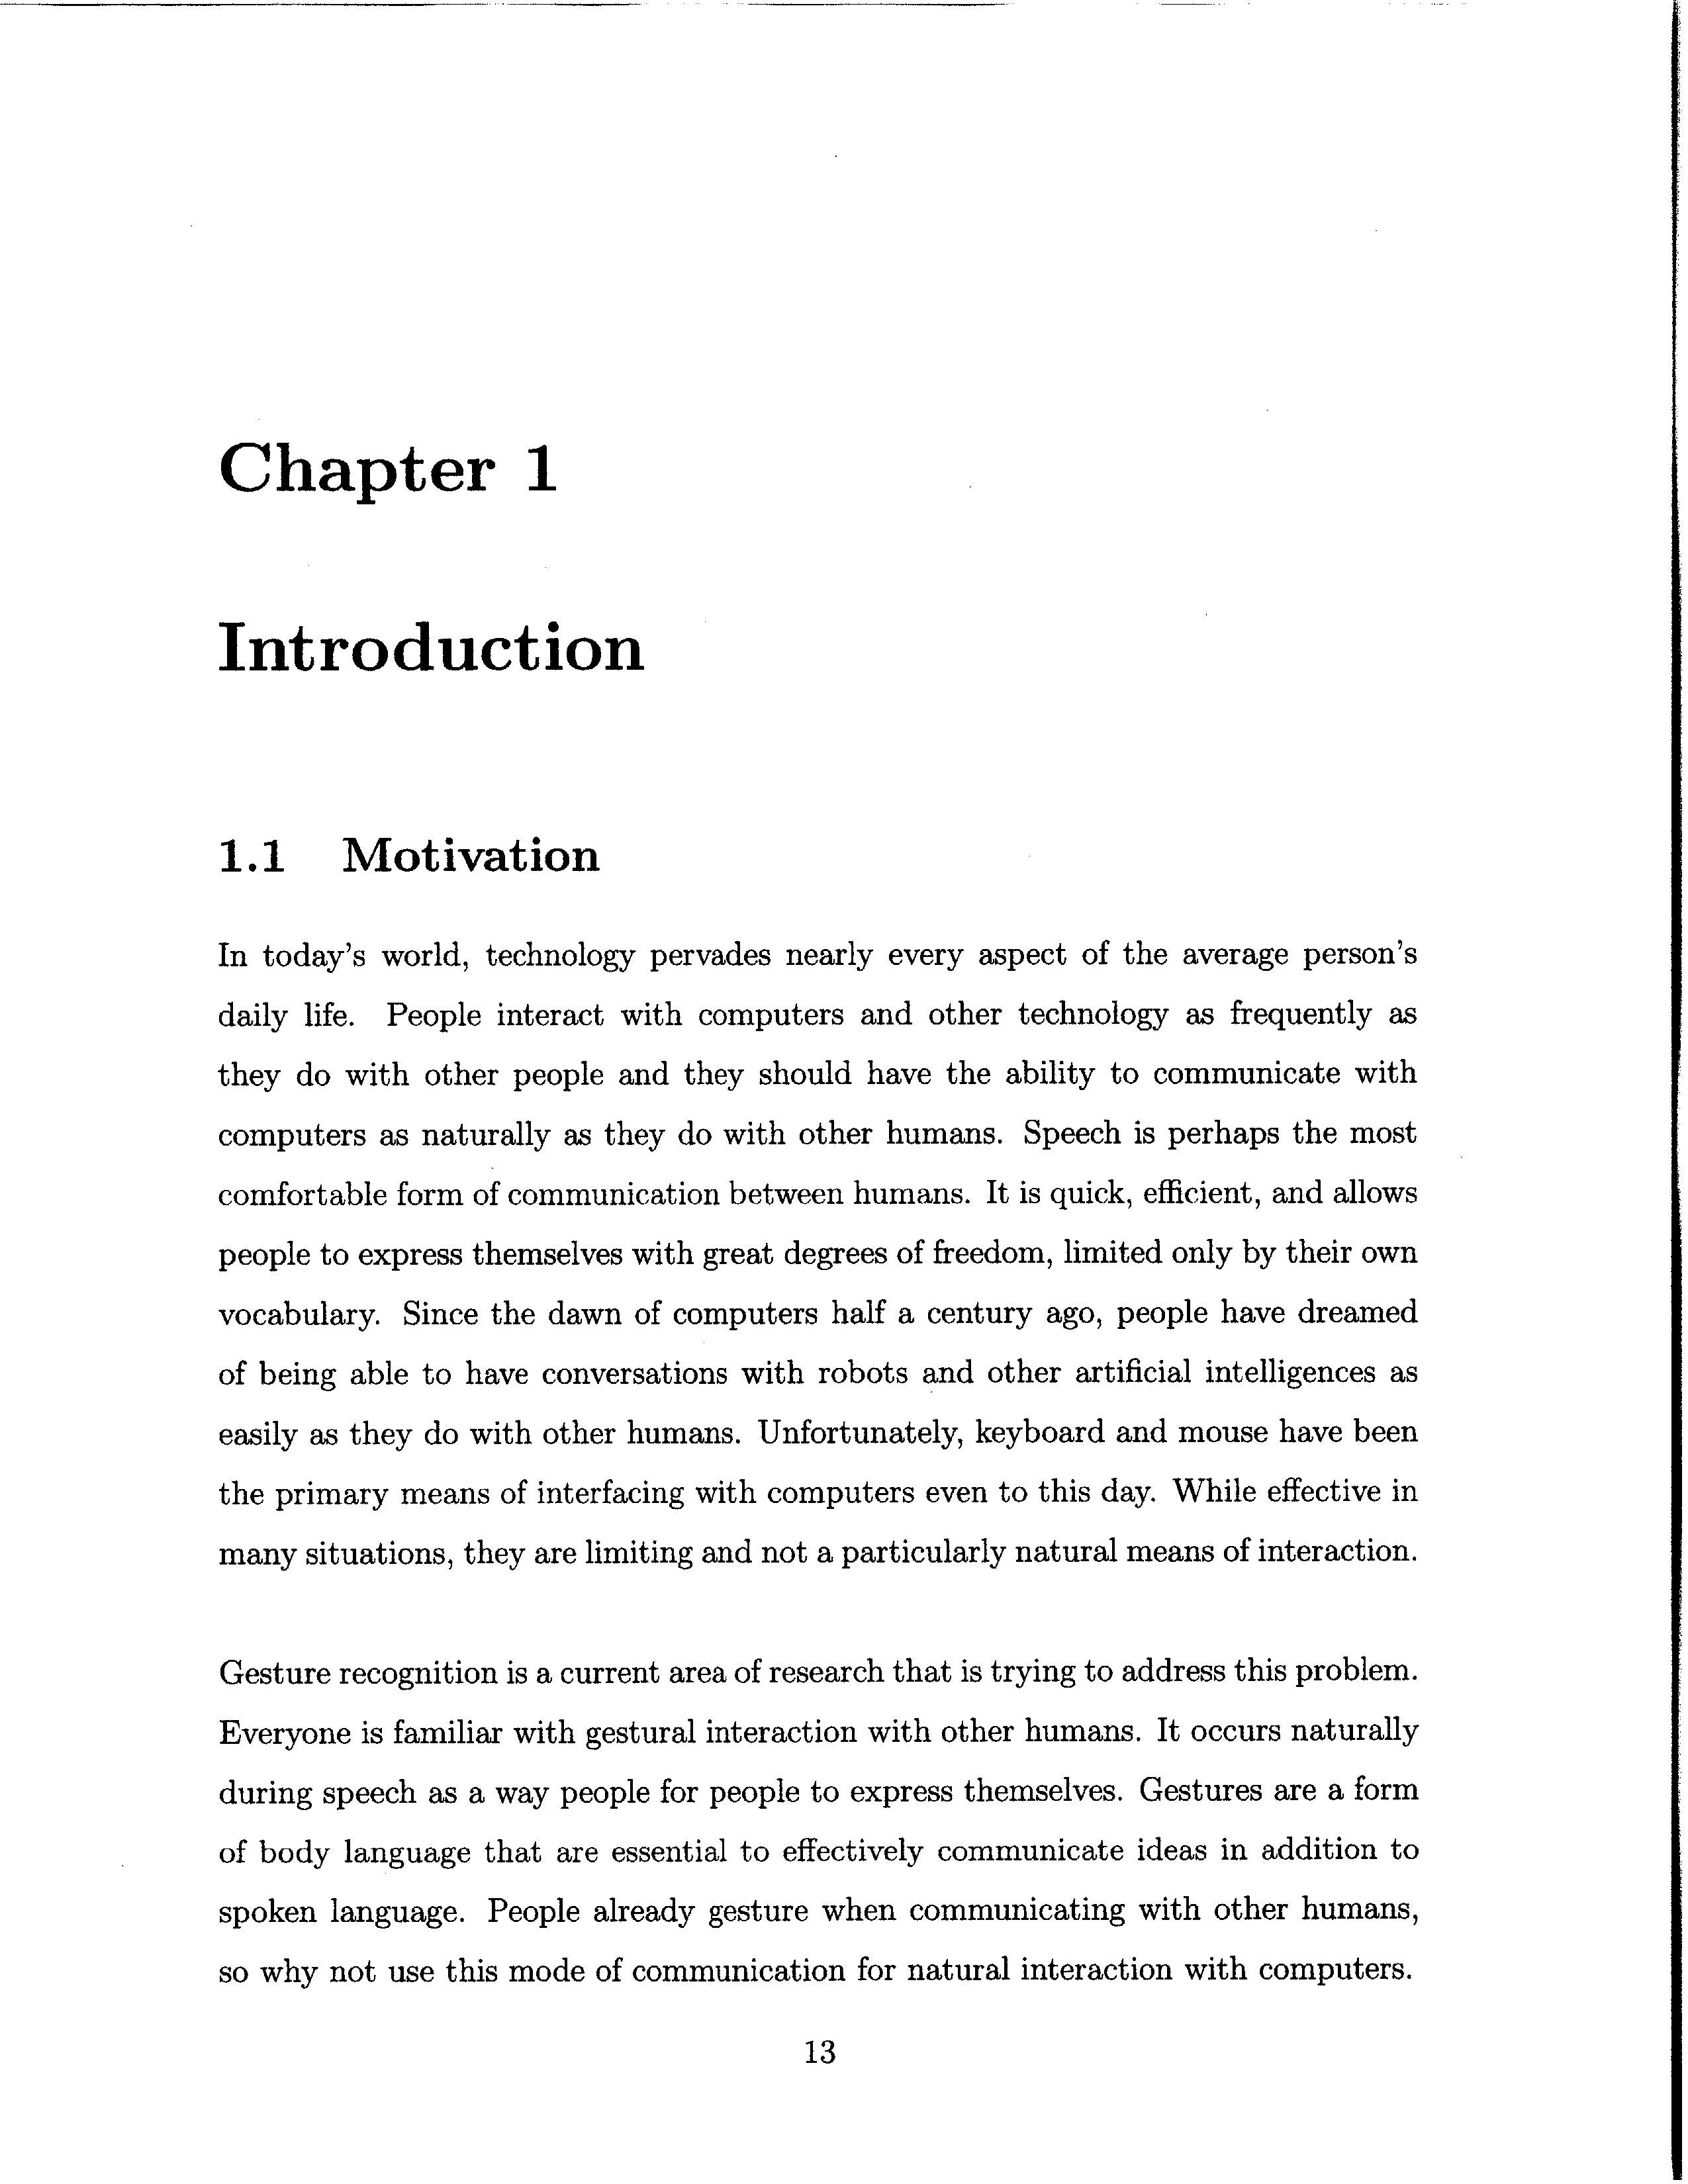 Chapter 1
Introduction
1.1 Motivation
In today's world, technology pervades nearly every aspect of the average person's
daily life. People interact with computers and other technology as frequently as
they do with other people and they should have the ability to communicate with
computers as naturally as they do with other humans. Speech is perhaps the most
comfortable form of communication between humans. It is quick, efficient, and allows
people to express themselves with great degrees of freedom, limited only by their own
vocabulary. Since the dawn of computers half a century ago, people have dreamed
of being able to have conversations with robots and other artificial intelligences as
easily as they do with other humans. Unfortunately, keyboard and mouse have been
the primary means of interfacing with computers even to this day. While effective in
many situations, they are limiting and not a particularly natural means of interaction.
Gesture recognition is a current area of research that is trying to address this problem.
Everyone is familiar with gestural interaction with other humans. It occurs naturally
during speech as a way people for people to express themselves. Gestures are a form
of body language that are essential to effectively communicate ideas in addition to
spoken language. People already gesture when communicating with other humans,
so why not use this mode of communication for natural interaction with computers.
13